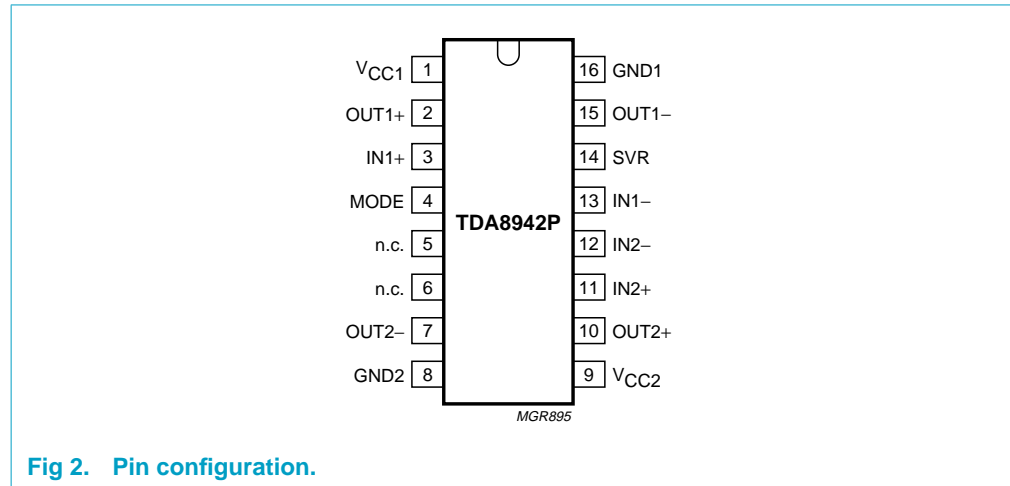 VCC1 1 16 GND1
OUT1+ 2 15 OUT1−
IN1+ 3 14 SVR
MODE 4 13 IN1−
TDA8942P
n.c. 5 12 IN2−
n.c. 6 11 IN2+
OUT2− 7 10 OUT2+
GND2 8 9 VCC2
MGR895
Fig 2. Pin configuration.